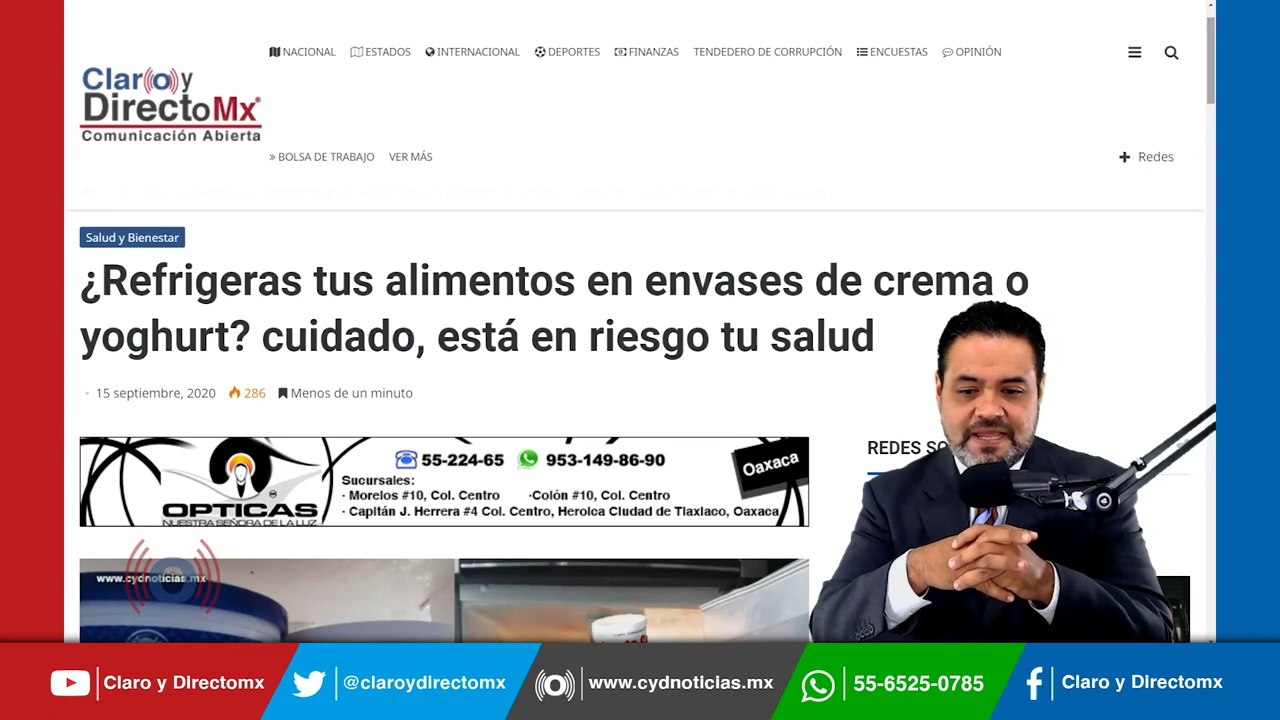 NACIONAL ESTADOS INTERNACIONAL DEPORTES FINANZAS TENDEDERO DE CORRUPCIÓN ENCUESTAS OPINIÓN
Claro y
DirectoMx®
Comunicación Abierta
» BOLSA DE TRABAJO VER MÁS
+ Redes
Salud y Bienestar
¿Refrigeras tus alimentos en envases de crema o
yoghurt? cuidado, está en riesgo tu salud
15 septiembre, 2020 286 Menos de un minuto
REDES SO
55-224-65 953-149-86-90
Oaxaca
Sucursales:
· Morelos #10, Col. Centro ·Colón #10, Col. Centro
· Capitán J. Herrera #4 Col. Centro, Heroica Ciudad de Tlaxiaco, Oaxaca.
OPTICAS
NUESTRA SEÑORA DE LA LUZ
www.cydnoticias.mx
Claro y Directomx @claroydirectomx www.cydnoticias.mx 55-6525-0785 Claro y Directomx